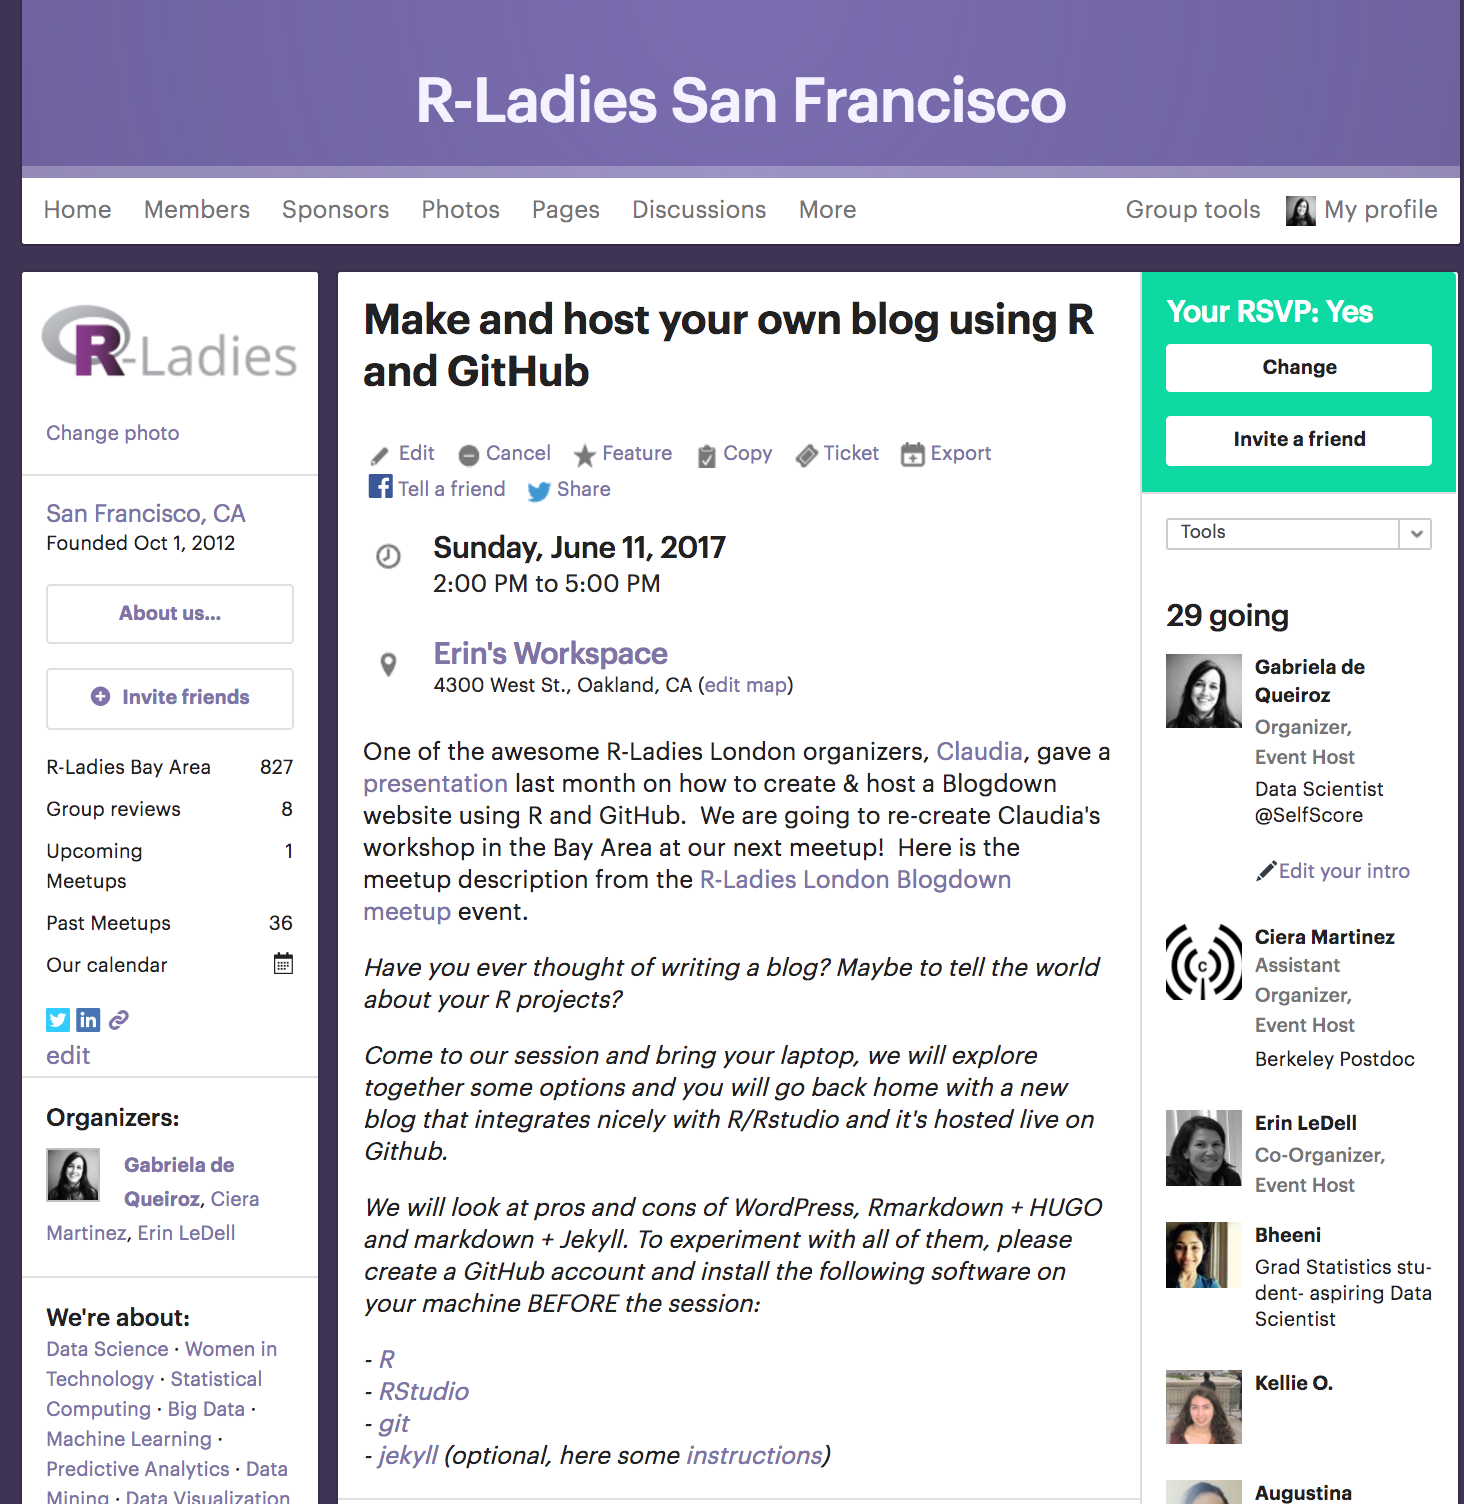 R-Ladies San Francisco
Home Members Sponsors Photos Pages Discussions More Group tools My profile
R-Ladies
Change photo
San Francisco, CA
Founded Oct 1, 2012
About us...
Invite friends
R-Ladies Bay Area 827
Group reviews 8
Upcoming 1
Meetups
Past Meetups 36
Our calendar
in
edit
Organizers:
Gabriela de
Queiroz, Ciera
Martinez, Erin LeDell
We're about:
Data Science · Women in
Technology · Statistical
Computing · Big Data ·
Machine Learning ·
Predictive Analytics · Data
Mining · Data Visualization
Make and host your own blog using R
and GitHub
Edit Cancel Feature Copy Ticket Export
f Tell a friend Share
Sunday, June 11, 2017
2:00 PM to 5:00 PM
Erin's Workspace
4300 West St., Oakland, CA (edit map)
One of the awesome R-Ladies London organizers, Claudia, gave a
presentation last month on how to create & host a Blogdown
website using R and GitHub. We are going to re-create Claudia's
workshop in the Bay Area at our next meetup! Here is the
meetup description from the R-Ladies London Blogdown
meetup event.
Have you ever thought of writing a blog? Maybe to tell the world
about your R projects?
Come to our session and bring your laptop, we will explore
together some options and you will go back home with a new
blog that integrates nicely with R/Rstudio and it's hosted live on
Github.
We will look at pros and cons of WordPress, Rmarkdown + HUGO
and markdown + Jekyll. To experiment with all of them, please
create a GitHub account and install the following software on
your machine BEFORE the session:
- R
- RStudio
- git
- jekyll (optional, here some instructions)
Your RSVP: Yes
Change
Invite a friend
Tools
29 going
Gabriela de
Queiroz
Organizer,
Event Host
Data Scientist
@SelfScore
Edit your intro
C
Ciera Martinez
Assistant
Organizer,
Event Host
Berkeley Postdoc
Erin LeDell
Co-Organizer,
Event Host
Bheeni
Grad Statistics stu-
dent- aspiring Data
Scientist
Kellie O.
Augustina